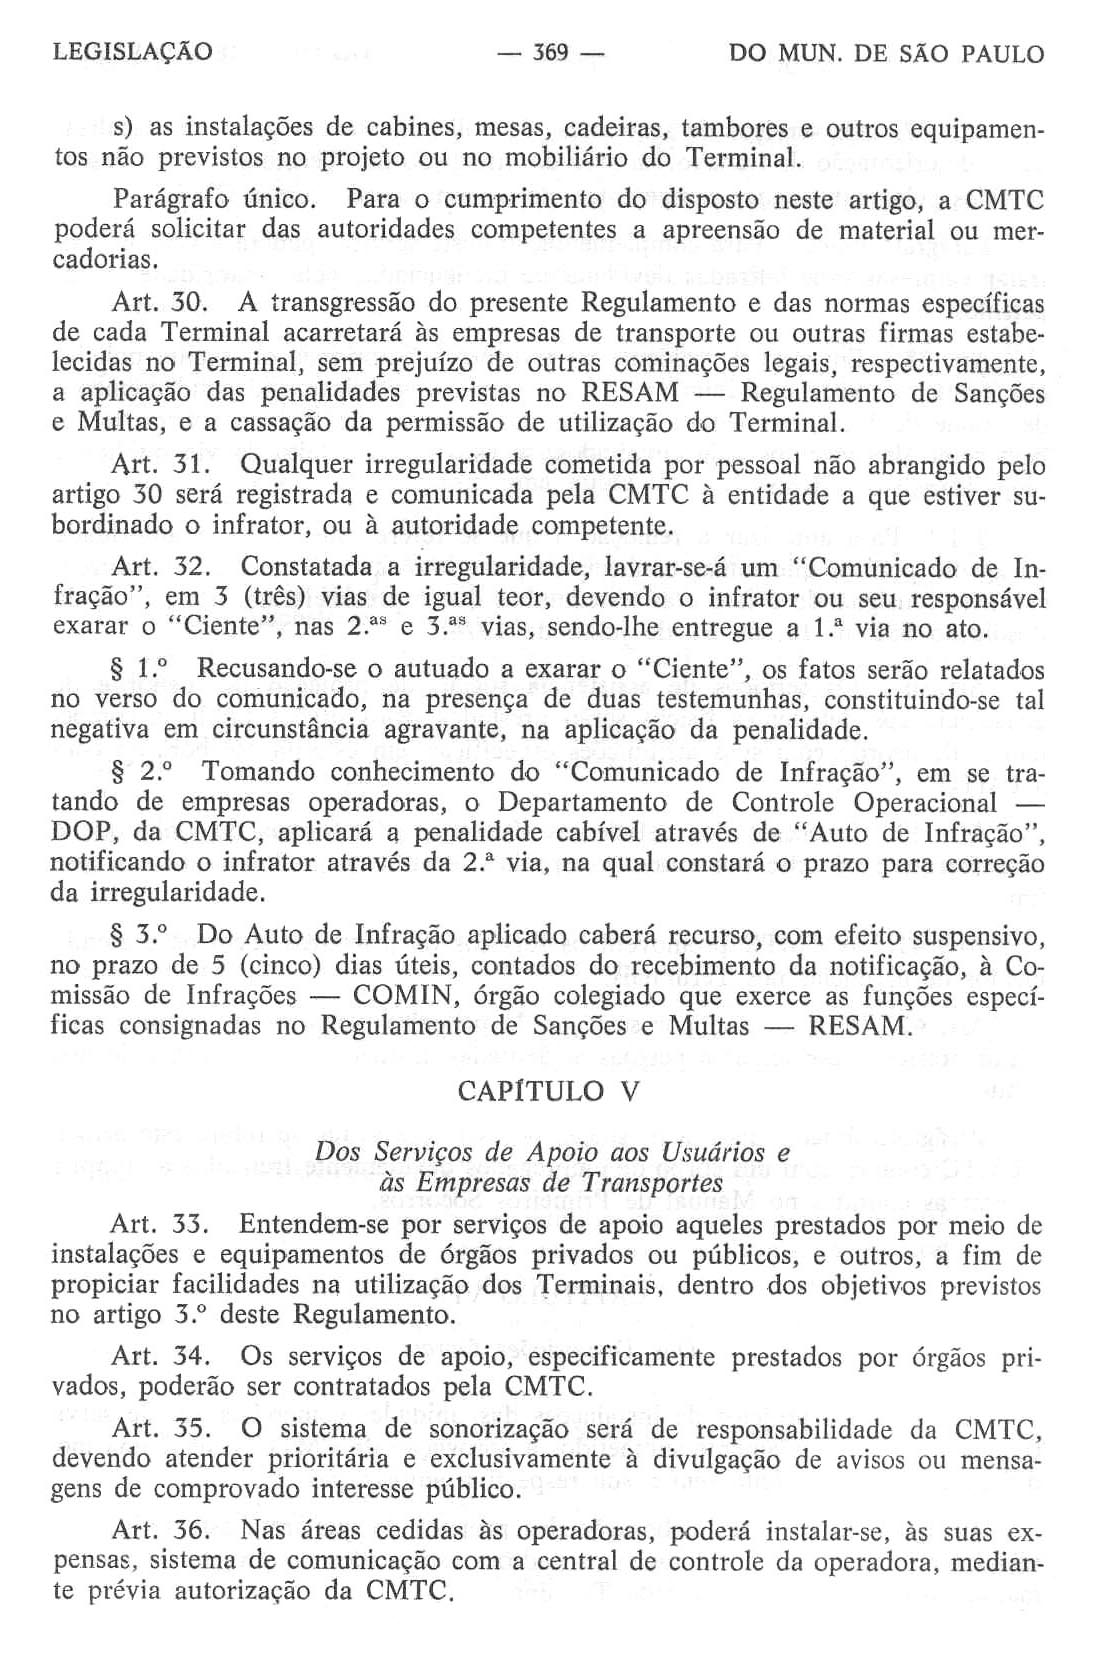 LEGISLAÇÃO — 369 — DO MUN. DE SÃO PAULO
s) as instalações de cabines, mesas, cadeiras, tambores e outros equipamen-
tos não previstos no projeto ou no mobiliário do Terminal.
Parágrafo único. Para o cumprimento do disposto neste artigo, a CMTC
poderá solicitar das autoridades competentes a apreensão de material ou mer-
cadorias.
Art. 30. A transgressão do presente Regulamento e das normas específicas
de cada Terminal acarretará às empresas de transporte ou outras firmas estabe-
lecidas no Terminal, sem prejuízo de outras cominações legais, respectivamente,
a aplicação das penalidades previstas no RESAM — Regulamento de Sanções
e Multas, e a cassação da permissão de utilização do Terminal.
Art. 31. Qualquer irregularidade cometida por pessoal não abrangido pelo
artigo 30 será registrada e comunicada pela CMTC à entidade a que estiver su-
bordinado o infrator, ou à autoridade competente.
Art. 32. Constatada a irregularidade, lavrar-se-á um “Comunicado de In-
fração”, em 3 (três) vias de igual teor, devendo o infrator ou seu responsável
exarar o “Ciente”, nas 2.ªˢ e 3.ªˢ vias, sendo-lhe entregue a 1.ª via no ato.
§ 1.º Recusando-se o autuado a exarar o “Ciente”, os fatos serão relatados
no verso do comunicado, na presença de duas testemunhas, constituindo-se tal
negativa em circunstância agravante, na aplicação da penalidade.
§ 2.º Tomando conhecimento do “Comunicado de Infração”, em se tra-
tando de empresas operadoras, o Departamento de Controle Operacional —
DOP, da CMTC, aplicará a penalidade cabível através de “Auto de Infração”,
notificando o infrator através da 2.ª via, na qual constará o prazo para correção
da irregularidade.
§ 3.º Do Auto de Infração aplicado caberá recurso, com efeito suspensivo,
no prazo de 5 (cinco) dias úteis, contados do recebimento da notificação, à Co-
missão de Infrações — COMIN, órgão colegiado que exerce as funções especí-
ficas consignadas no Regulamento de Sanções e Multas — RESAM.
CAPÍTULO V
Dos Serviços de Apoio aos Usuários e
às Empresas de Transportes
Art. 33. Entendem-se por serviços de apoio aqueles prestados por meio de
instalações e equipamentos de órgãos privados ou públicos, e outros, a fim de
propiciar facilidades na utilização dos Terminais, dentro dos objetivos previstos
no artigo 3.º deste Regulamento.
Art. 34. Os serviços de apoio, especificamente prestados por órgãos pri-
vados, poderão ser contratados pela CMTC.
Art. 35. O sistema de sonorização será de responsabilidade da CMTC,
devendo atender prioritária e exclusivamente à divulgação de avisos ou mensa-
gens de comprovado interesse público.
Art. 36. Nas áreas cedidas às operadoras, poderá instalar-se, às suas ex-
pensas, sistema de comunicação com a central de controle da operadora, median-
te prévia autorização da CMTC.